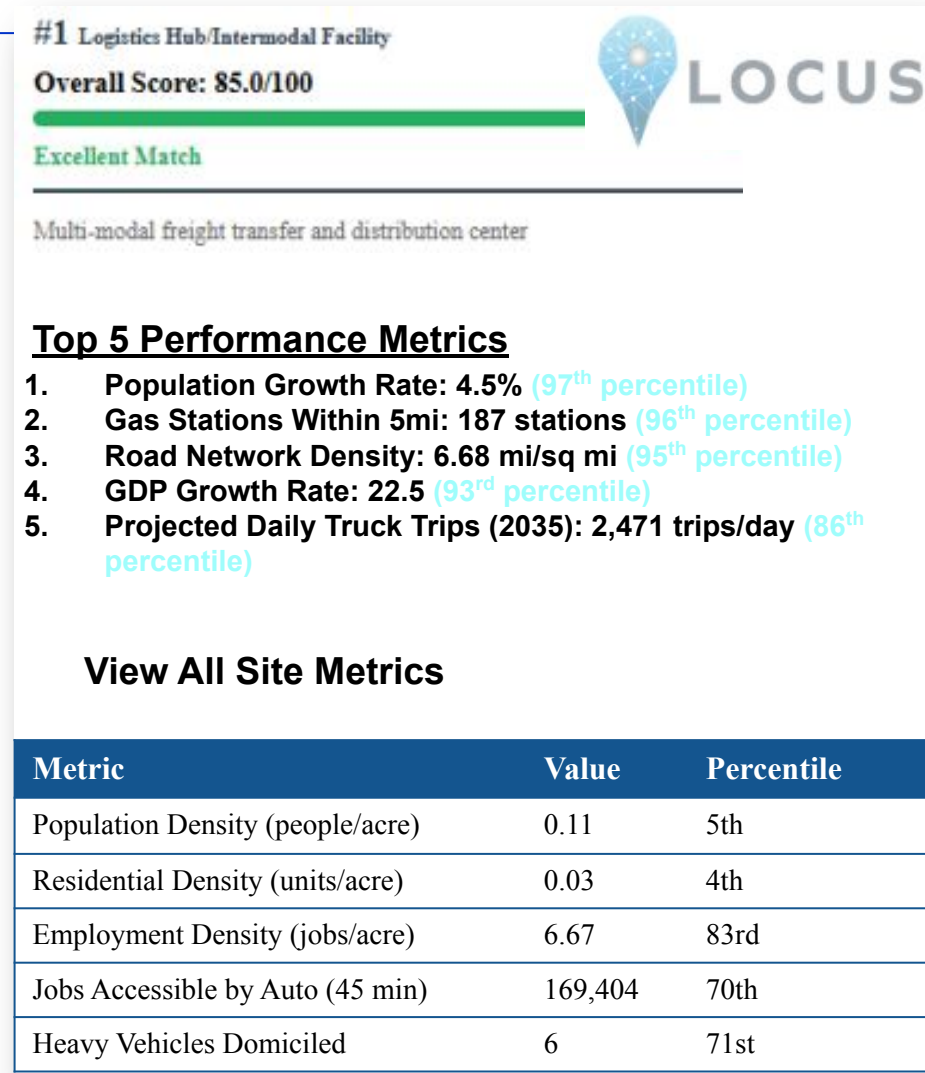 #1 Logistics Hub/Intermodal Facility
LOCUS
Overall Score: 85.0/100
Excellent Match
Multi-modal freight transfer and distribution center
Top 5 Performance Metrics
1. Population Growth Rate: 4.5% (97th percentile)
2. Gas Stations Within 5mi: 187 stations (96th percentile)
3. Road Network Density: 6.68 mi/sq mi (95th percentile)
4. GDP Growth Rate: 22.5 (93rd percentile)
5. Projected Daily Truck Trips (2035): 2,471 trips/day (86th
percentile)
View All Site Metrics
Metric Value Percentile
Population Density (people/acre) 0.11 5th
Residential Density (units/acre) 0.03 4th
Employment Density (jobs/acre) 6.67 83rd
Jobs Accessible by Auto (45 min) 169,404 70th
Heavy Vehicles Domiciled 6 71st